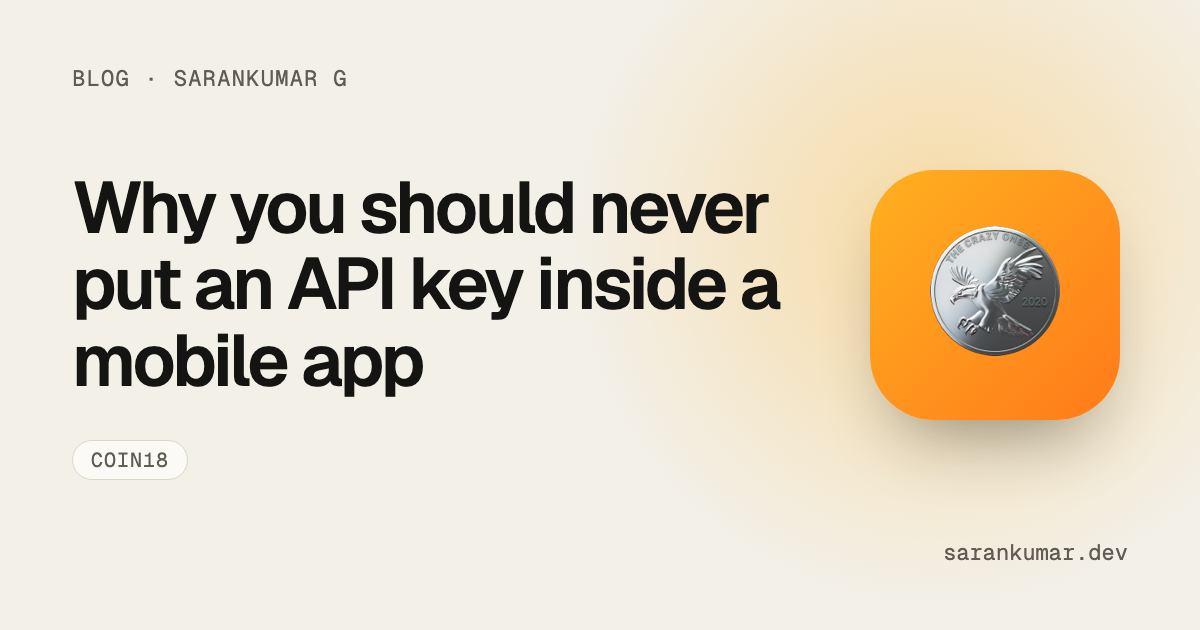 BLOG · SARANKUMAR G
Why you should never
put an API key inside a
mobile app
THE CRAZY ONES
2020
COIN18
sarankumar.dev